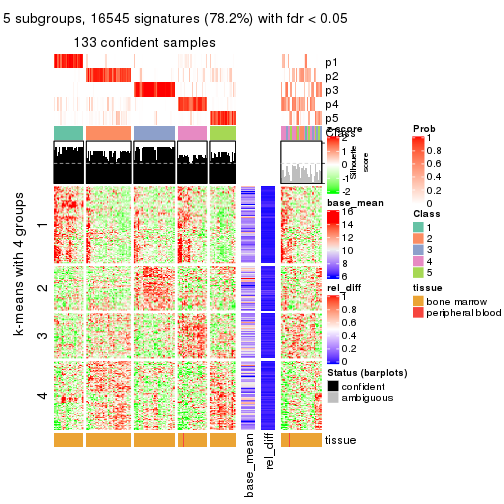 5 subgroups, 16545 signatures (78.2%) with fdr < 0.05
133 confident samples
p1
p2
p3
p4
p5
Class
Silhouette
score
k-means with 4 groups
1
2
3
4
base_mean
rel_diff
tissue
z-score
2
1
0
-1
-2
base_mean
16
14
12
10
8
6
rel_diff
1
0.8
0.6
0.4
0.2
0
Status (barplots)
confident
ambiguous
Prob
1
0.8
0.6
0.4
0.2
0
Class
1
2
3
4
5
tissue
bone marrow
peripheral blood